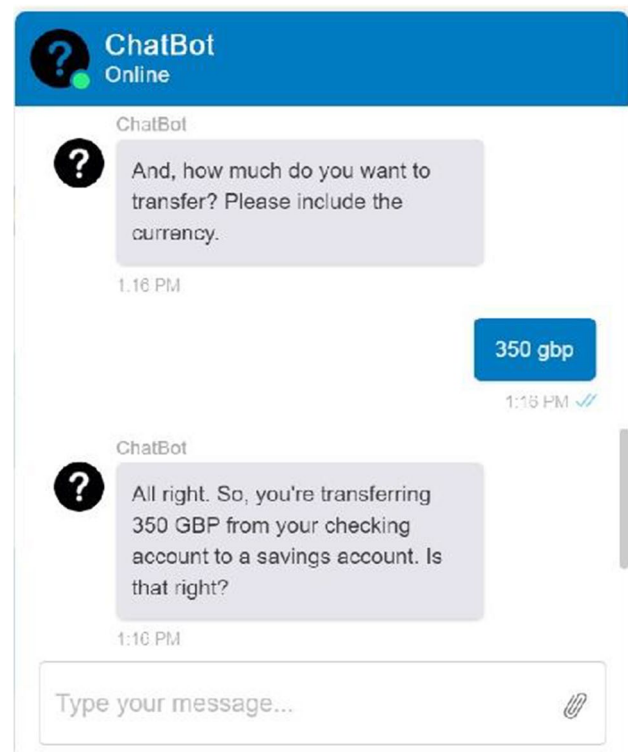 ChatBot
Online
ChatBot
And, how much do you want to
transfer? Please include the
currency.
1:16 PM
350 gbp
1:16 PM
ChatBot
All right. So, you're transferring
350 GBP from your checking
account to a savings account. Is
that right?
1:16 PM
Type your message...